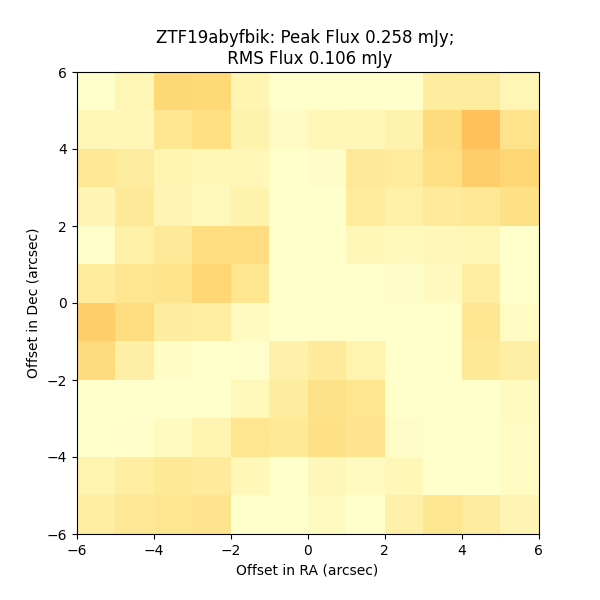 ZTF19abyfbik: Peak Flux 0.258 mJy;
RMS Flux 0.106 mJy
6
4
2
0
−2
−4
−6
Offset in Dec (arcsec)
−6 −4 −2 0 2 4 6
Offset in RA (arcsec)